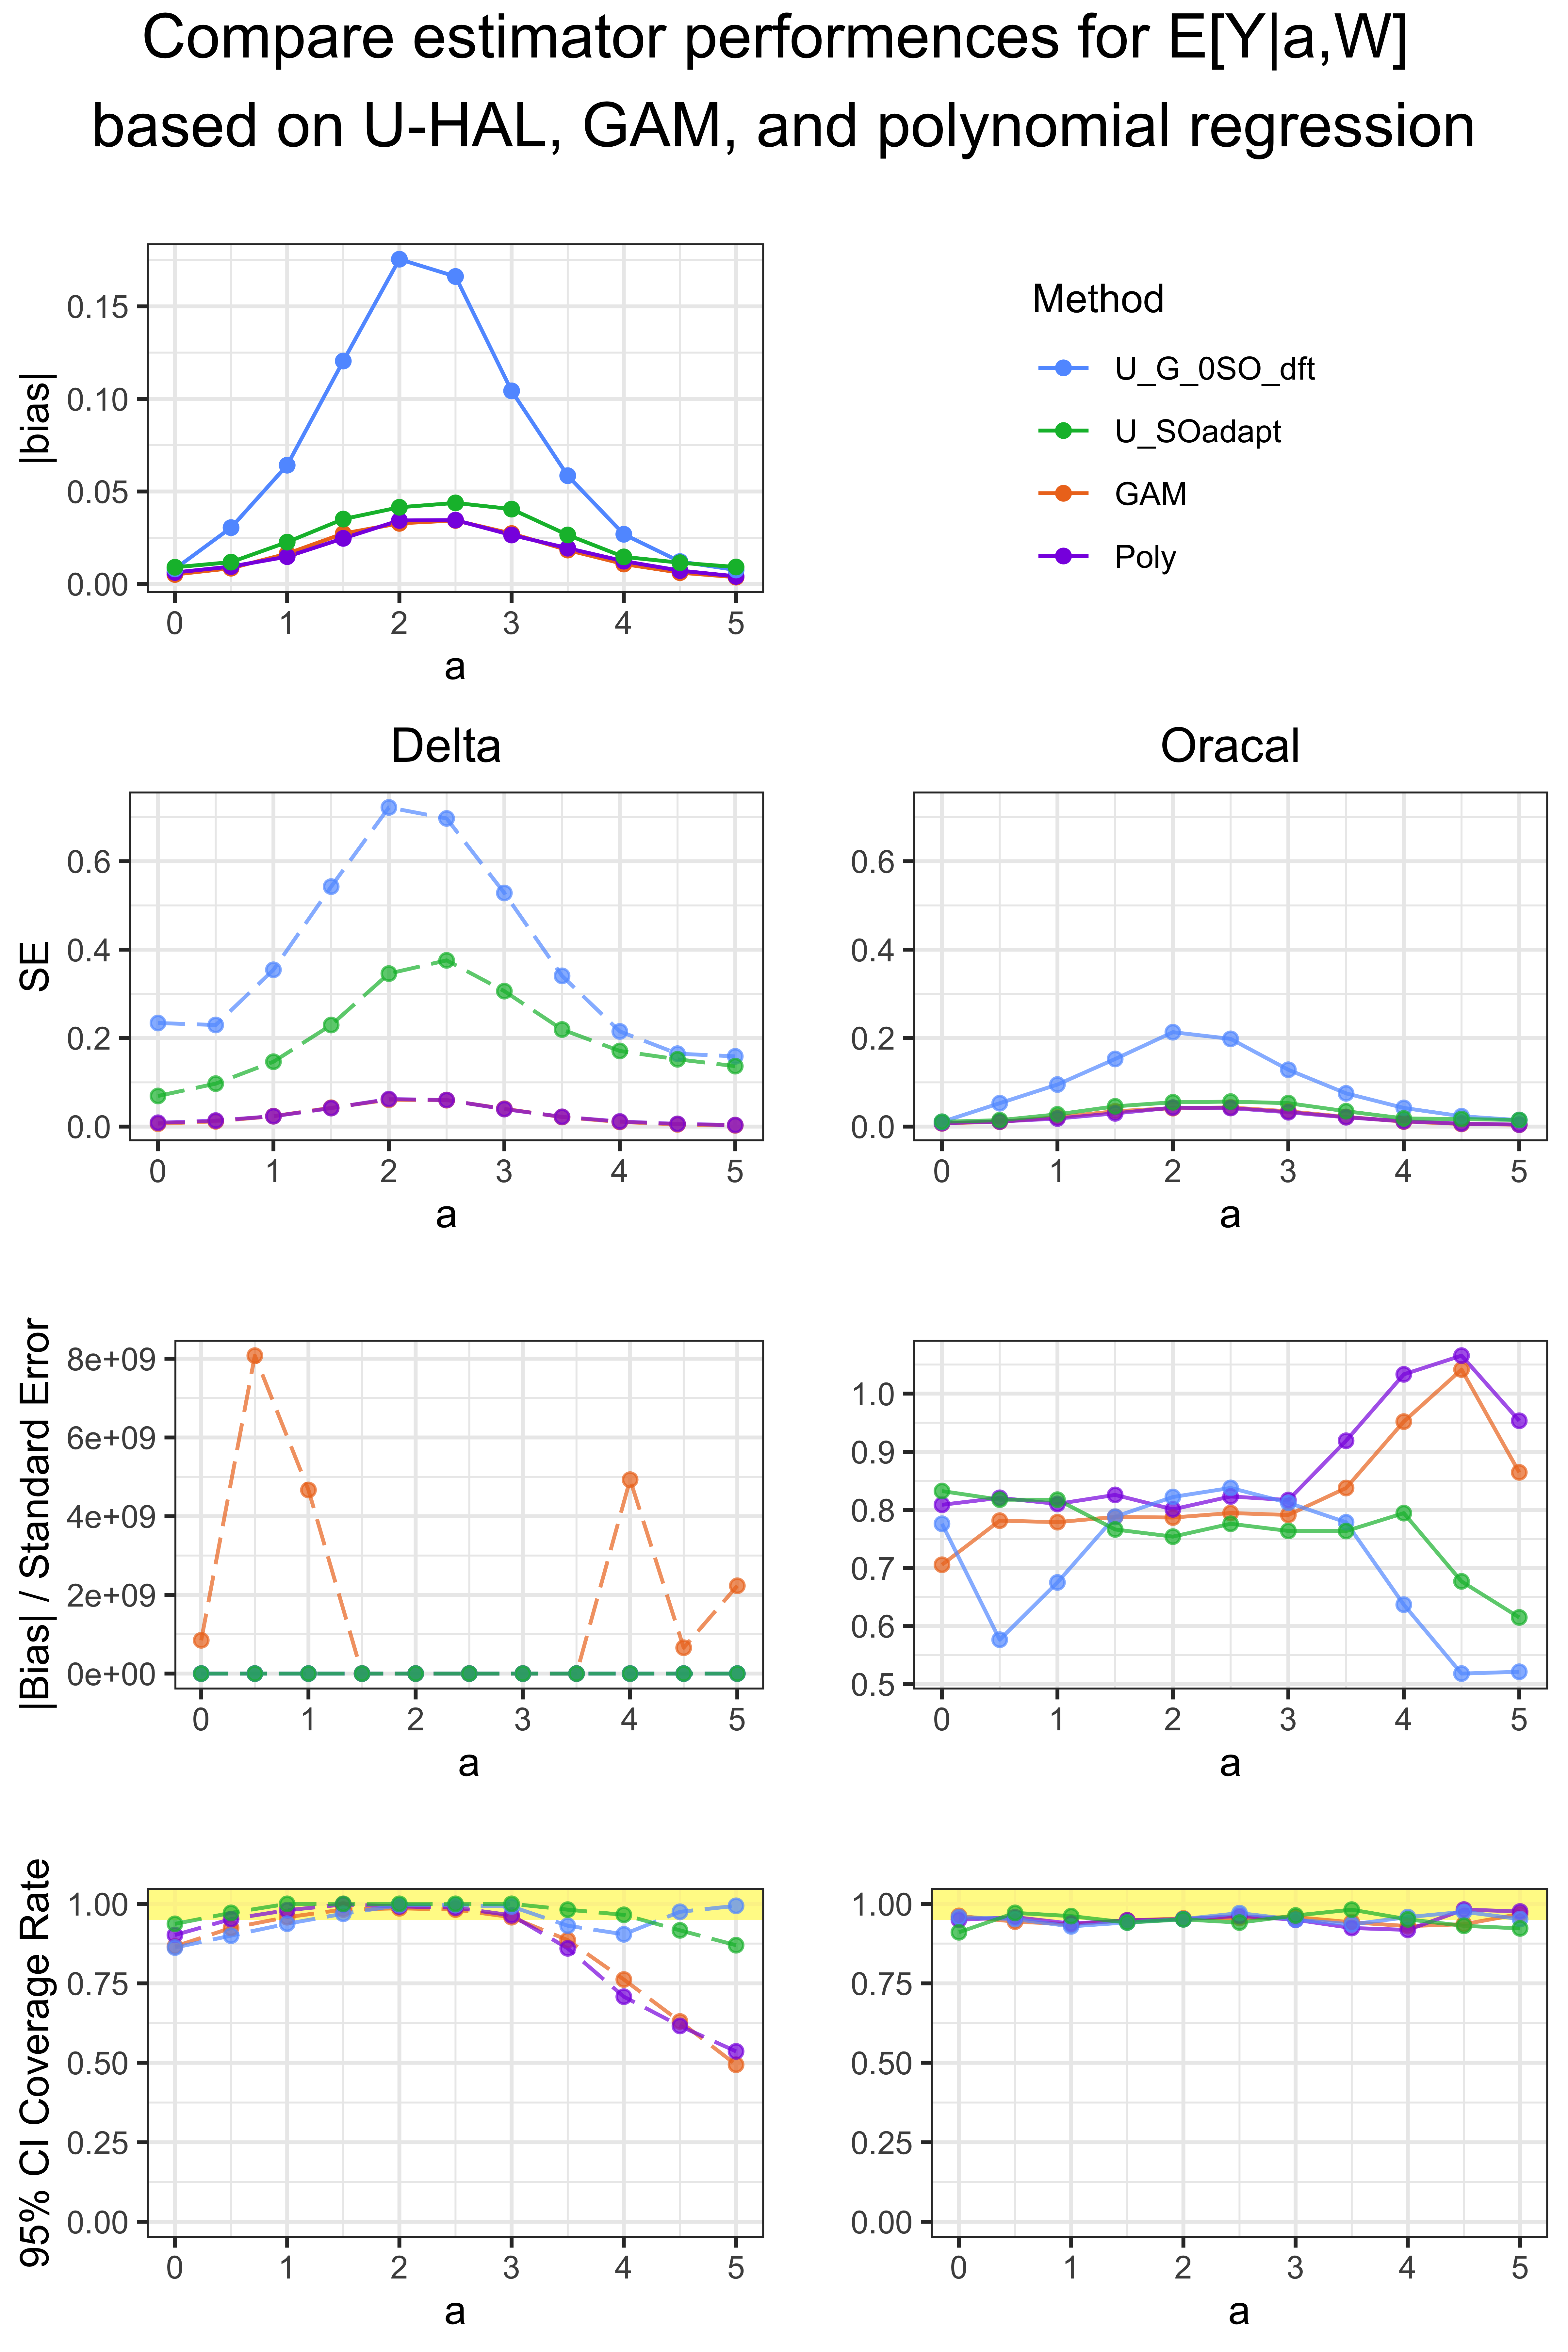 Compare estimator performences for E[Y|a,W]
based on U-HAL, GAM, and polynomial regression
|bias|
0.15
0.10
0.05
0.00
0 1 2 3 4 5
a
Method
U_G_0SO_dft
U_SOadapt
GAM
Poly
Delta
SE
0.6
0.4
0.2
0.0
0 1 2 3 4 5
a
Oracal
0.6
0.4
0.2
0.0
0 1 2 3 4 5
a
|Bias| / Standard Error
8e+09
6e+09
4e+09
2e+09
0e+00
0 1 2 3 4 5
a
1.0
0.9
0.8
0.7
0.6
0.5
0 1 2 3 4 5
a
95% CI Coverage Rate
1.00
0.75
0.50
0.25
0.00
0 1 2 3 4 5
a
1.00
0.75
0.50
0.25
0.00
0 1 2 3 4 5
a